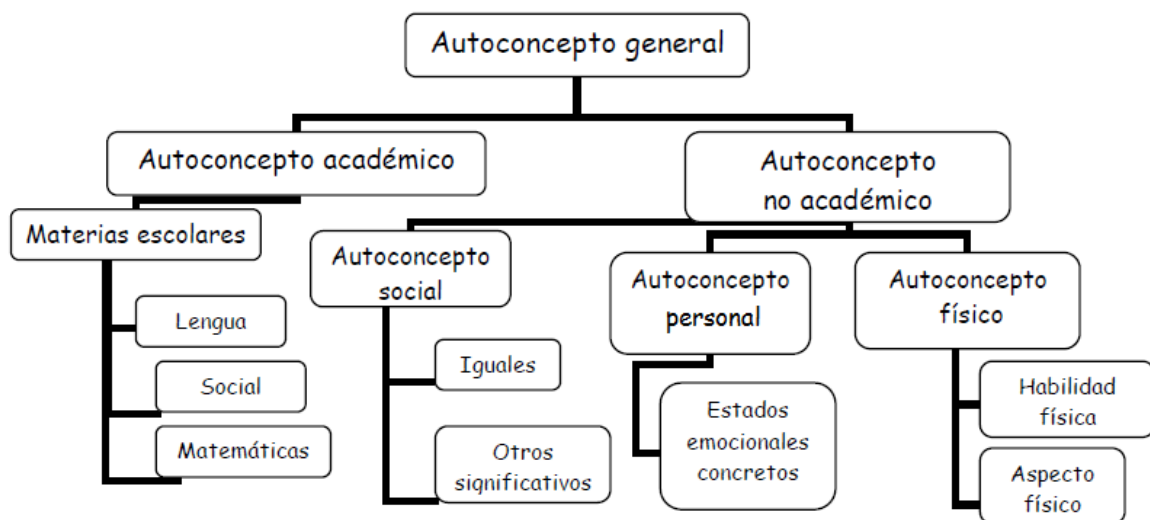 Autoconcepto general
Autoconcepto académico
Autoconcepto
no académico
Materias escolares
Lengua
Social
Matemáticas
Autoconcepto
social
Iguales
Otros
significativos
Autoconcepto
personal
Estados
emocionales
concretos
Autoconcepto
físico
Habilidad
física
Aspecto
físico